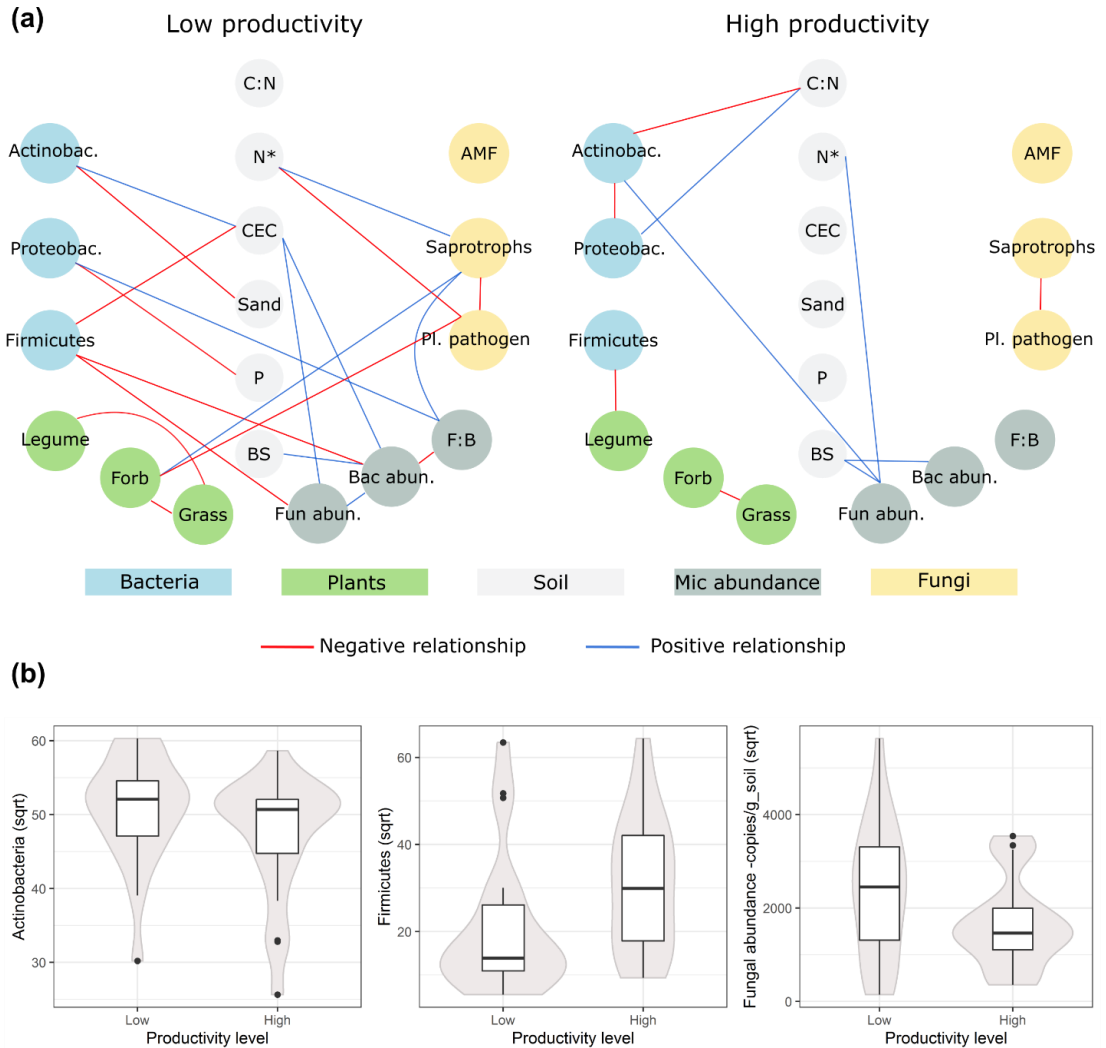 (a)
Low productivity
High productivity
C:N
Actinobac.
N*
AMF
CEC
Proteobac.
Saprotrophs
Sand
Firmicutes
Pl. pathogen
P
Legume
F:B
BS
Forb
Bac abun.
Grass
Fun abun.
C:N
Actinobac.
N*
AMF
CEC
Proteobac.
Saprotrophs
Sand
Firmicutes
Pl. pathogen
P
Legume
F:B
BS
Forb
Bac abun.
Grass
Fun abun.
Bacteria
Plants
Soil
Mic abundance
Fungi
Negative relationship
Positive relationship
(b)
Actinobacteria (sqrt)
60
50
40
30
Low
High
Productivity level
Firmicutes (sqrt)
60
40
20
Low
High
Productivity level
Fungal abundance -copies/g_soil (sqrt)
4000
2000
0
Low
High
Productivity level